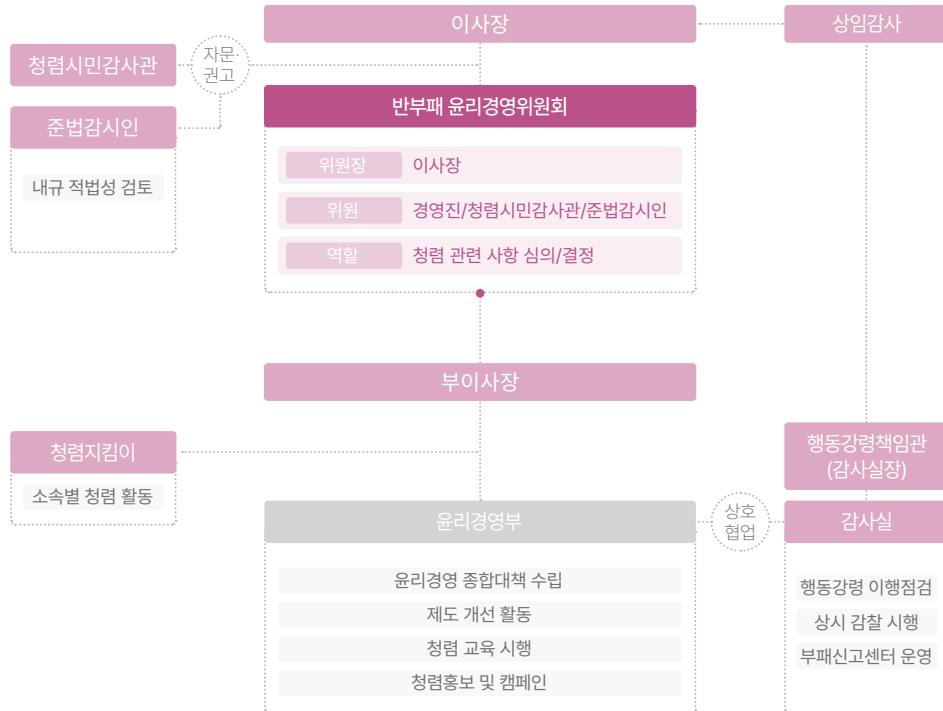 이사장
상임감사
청렴시민감사관
자문·
권고
준법감시인
내규 적법성 검토
반부패 윤리경영위원회
위원장 이사장
위원 경영진/청렴시민감사관/준법감시인
역할 청렴 관련 사항 심의/결정
부이사장
청렴지킴이
소속별 청렴 활동
행동강령책임관
(감사실장)
윤리경영부
상호
협업
감사실
윤리경영 종합대책 수립
제도 개선 활동
청렴 교육 시행
청렴홍보 및 캠페인
행동강령 이행점검
상시 감찰 시행
부패신고센터 운영